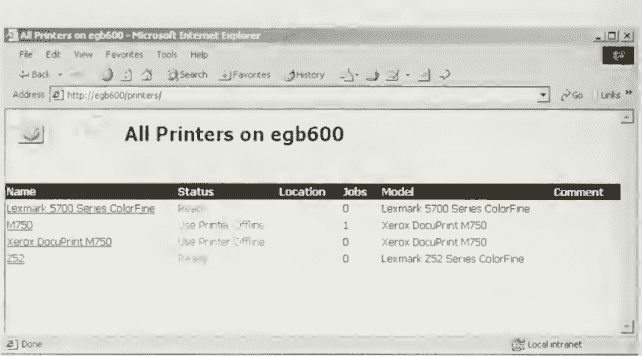 All Printers on egb600 - Microsoft Internet Explorer
File Edit View Favorites Tools Help
Back Search Favorites History
Address http://egb600/printers/ Go Links »
All Printers on egb600
Name Status Location Jobs Model Comment
Lexmark 5700 Series ColorFine Ready 0 Lexmark 5700 Series ColorFine
M750 Use Printer Offline 1 Xerox DocuPrint M750
Xerox DocuPrint M750 Use Printer Offline 0 Xerox DocuPrint M750
Z52 Ready 0 Lexmark Z52 Series ColorFine
Done Local intranet